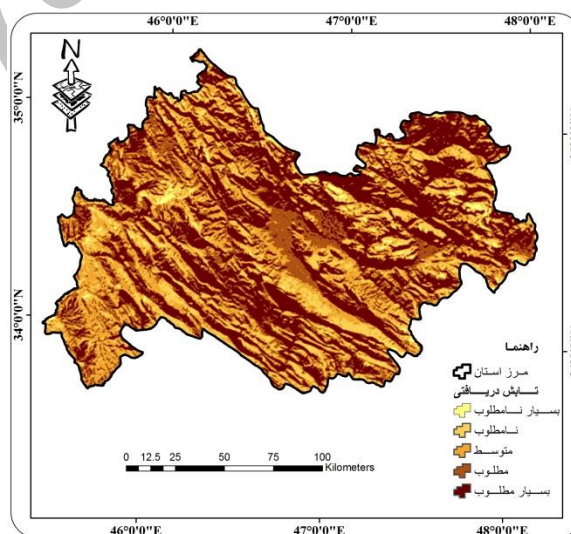 46°0'0"E 47°0'0"E 48°0'0"E
N
35°0'0"N
34°0'0"N
راهنما
مرز استان
تابش دریافتی
بسیار نامطلوب
نامطلوب
متوسط
مطلوب
بسیار مطلوب
0 12.5 25 50 75 100
Kilometers
46°0'0"E 47°0'0"E 48°0'0"E